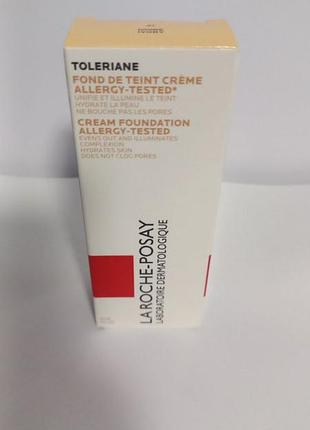 TOLERIANE
FOND DE TEINT CRÈME
ALLERGY-TESTED*
UNIFIE ET ILLUMINE LE TEINT
HYDRATE LA PEAU
NE BOUCHE PAS LES PORES
CREAM FOUNDATION
ALLERGY-TESTED
EVENS OUT AND ILLUMINATES
COMPLEXION
HYDRATES SKIN
DOES NOT CLOG PORES
LA ROCHE-POSAY
LABORATOIRE DERMATOLOGIQUE